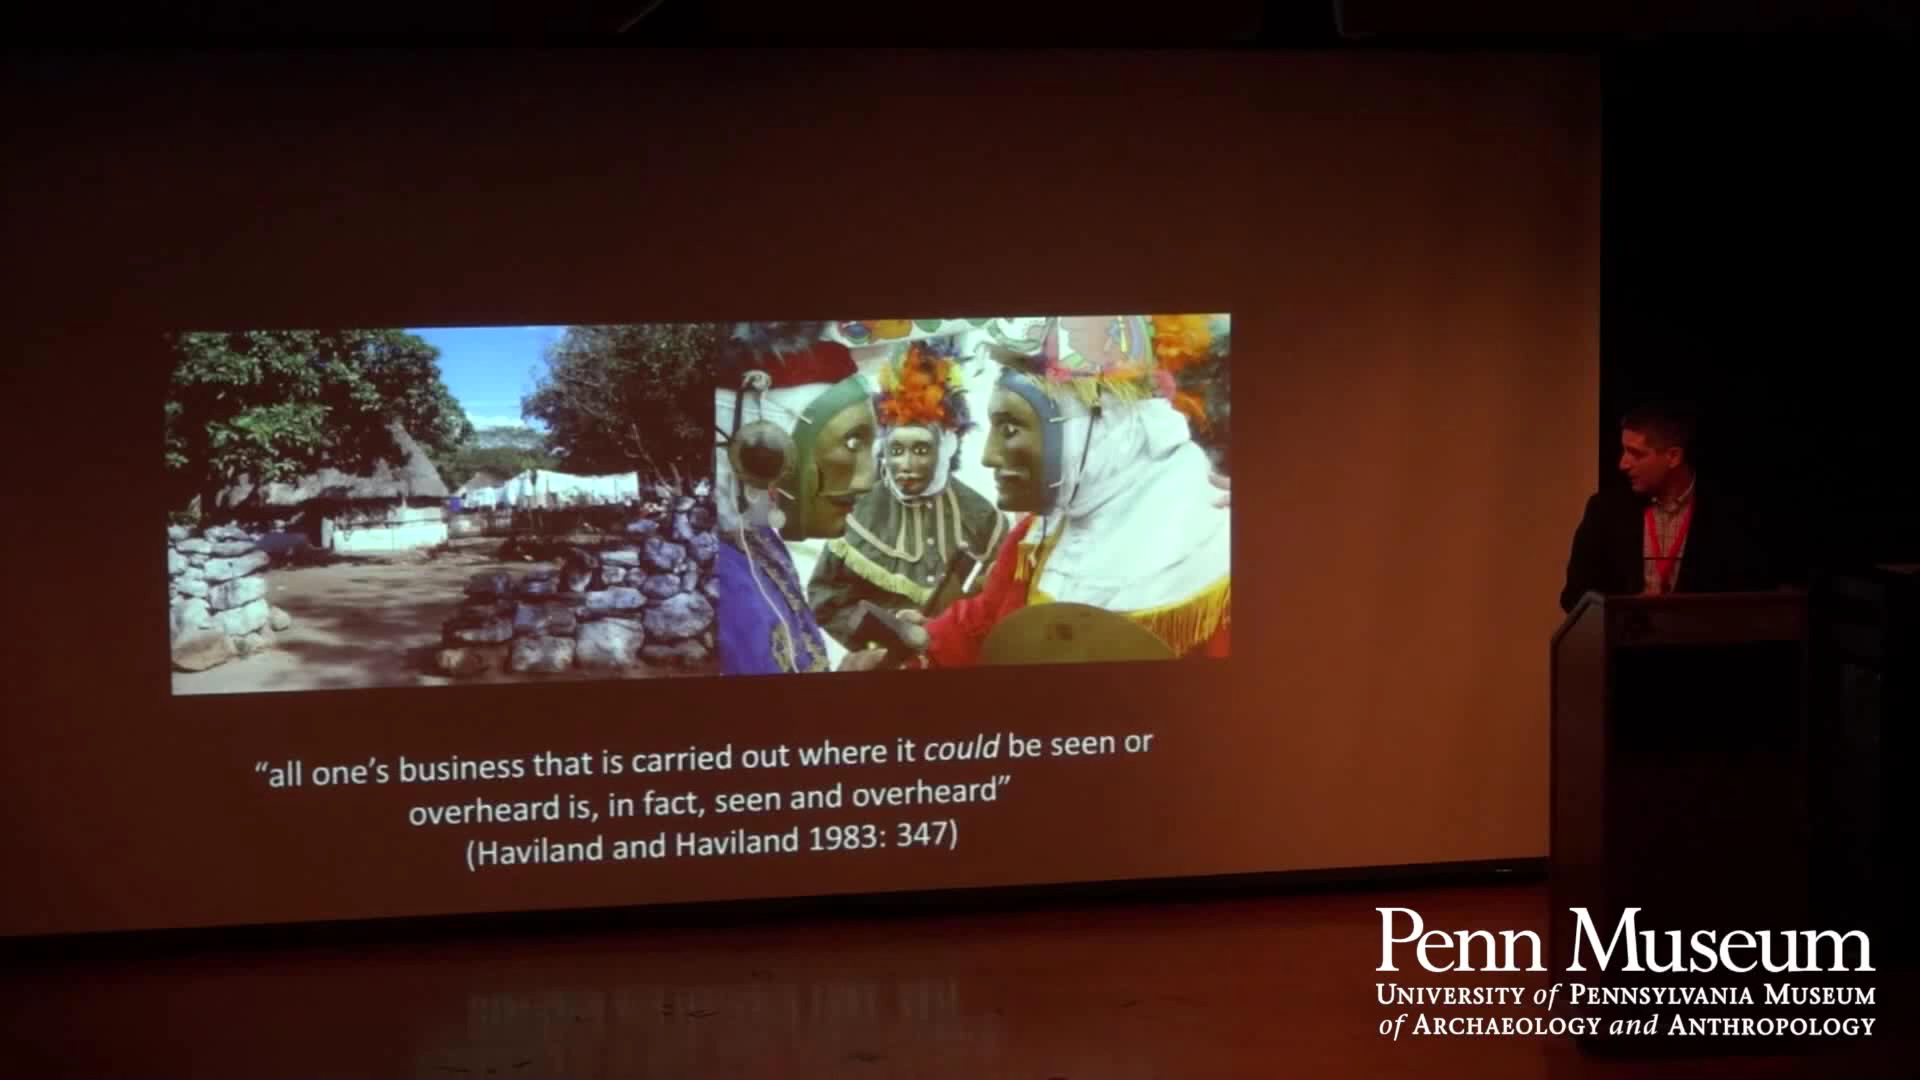 “all one’s business that is carried out where it could be seen or
overheard is, in fact, seen and overheard”
(Haviland and Haviland 1983: 347)
Penn Museum
UNIVERSITY of PENNSYLVANIA MUSEUM
of ARCHAEOLOGY and ANTHROPOLOGY